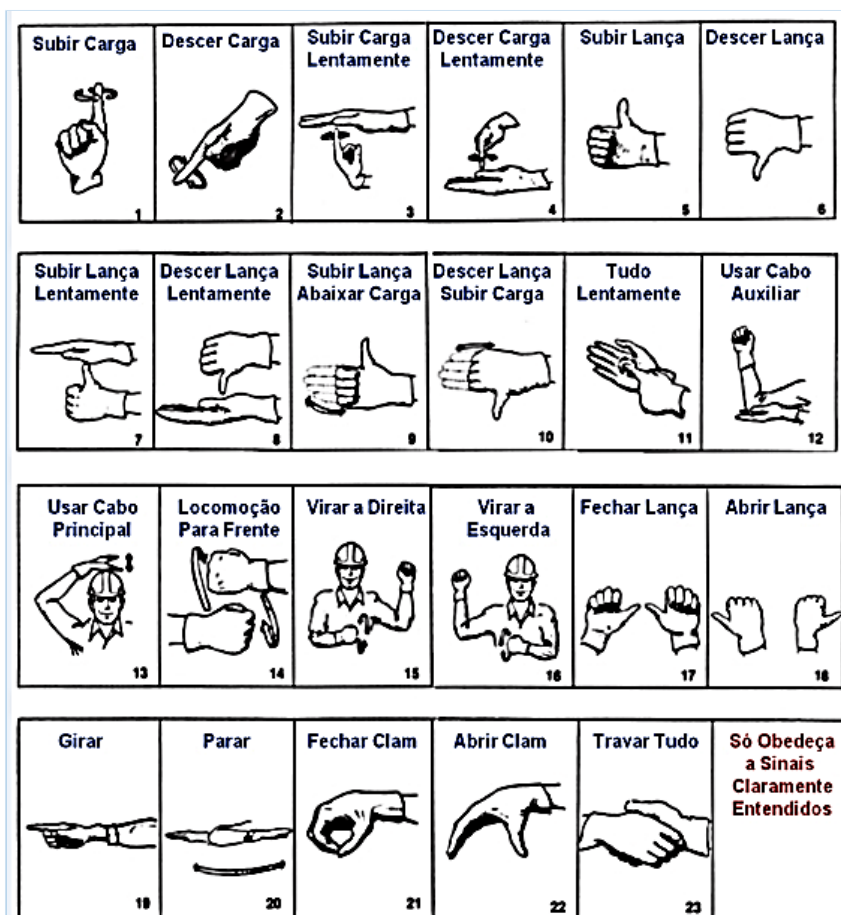 Subir Carga
1
Descer Carga
2
Subir Carga
Lentamente
3
Descer Carga
Lentamente
4
Subir Lança
5
Descer Lança
6
Subir Lança
Lentamente
7
Descer Lança
Lentamente
8
Subir Lança
Abaixar Carga
9
Descer Lança
Subir Carga
10
Tudo
Lentamente
11
Usar Cabo
Auxiliar
12
Usar Cabo
Principal
13
Locomoção
Para Frente
14
Virar a Direita
15
Virar a
Esquerda
16
Fechar Lança
17
Abrir Lança
18
Girar
19
Parar
20
Fechar Clam
21
Abrir Clam
22
Travar Tudo
23
Só Obedeça
a Sinais
Claramente
Entendidos